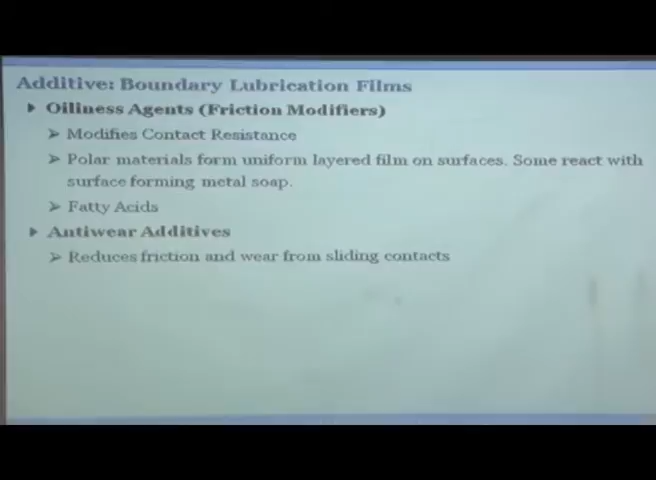 Additive: Boundary Lubrication Films
Oiliness Agents (Friction Modifiers)
Modifies Contact Resistance
Polar materials form uniform layered film on surfaces. Some react with
surface forming metal soap.
Fatty Acids
Antiwear Additives
Reduces friction and wear from sliding contacts